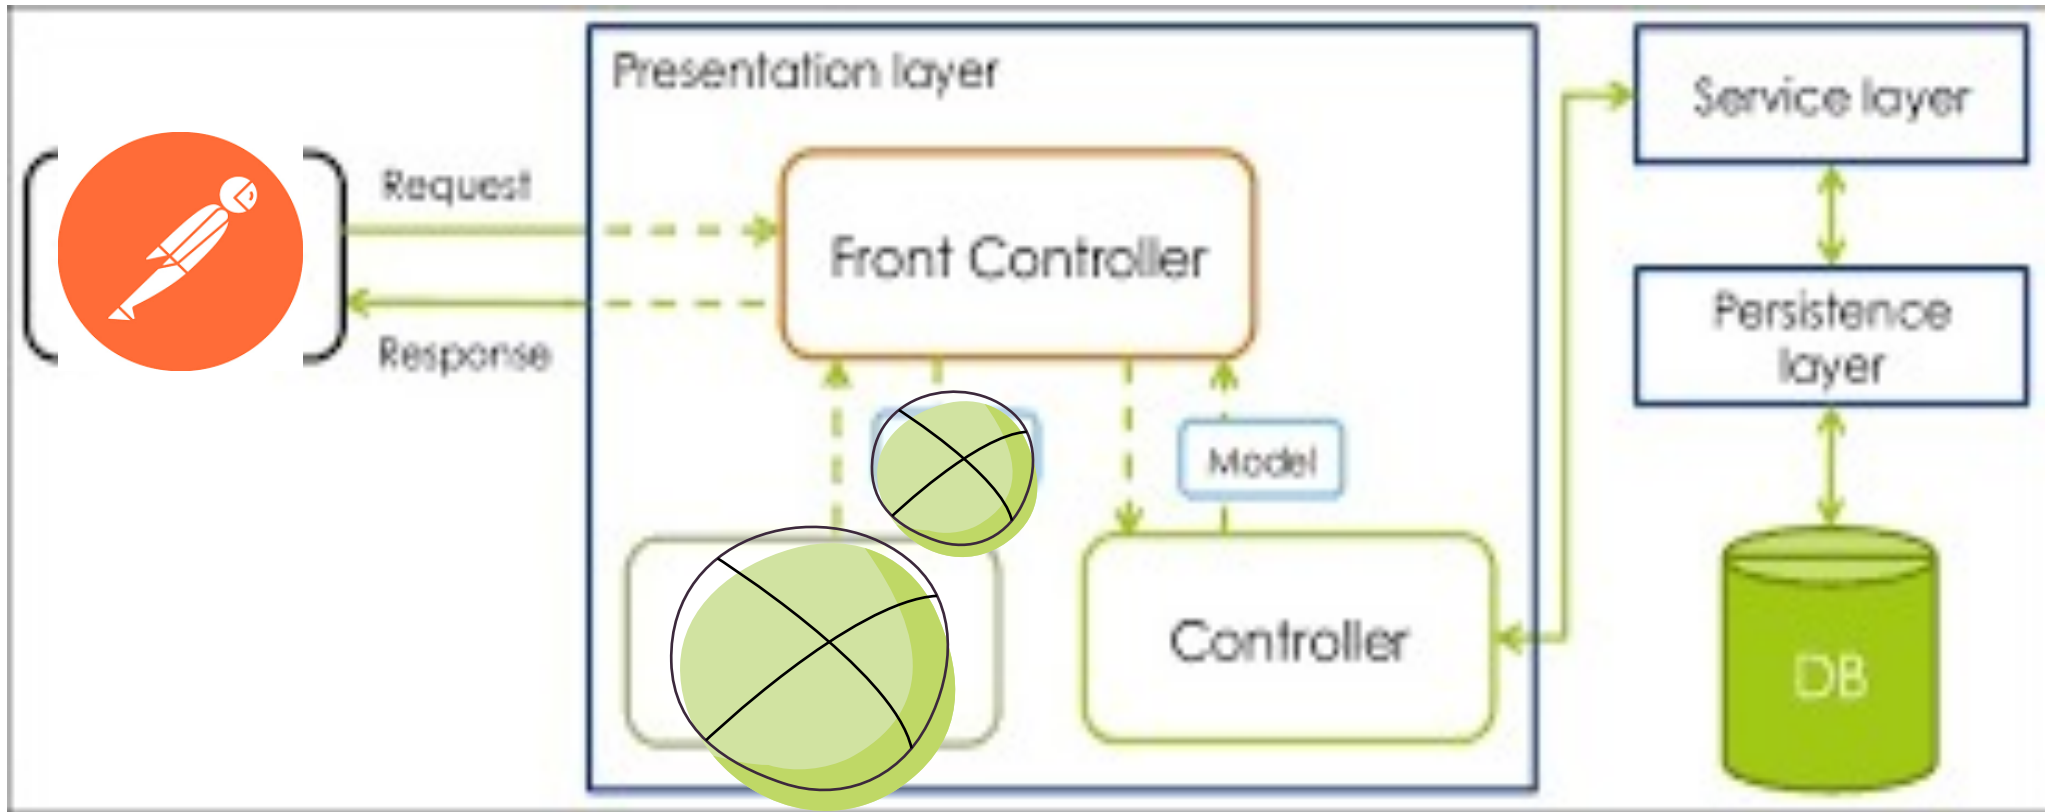 Presentation layer
Service layer
Request
Front Controller
Response
Persistence
layer
Model
Controller
DB